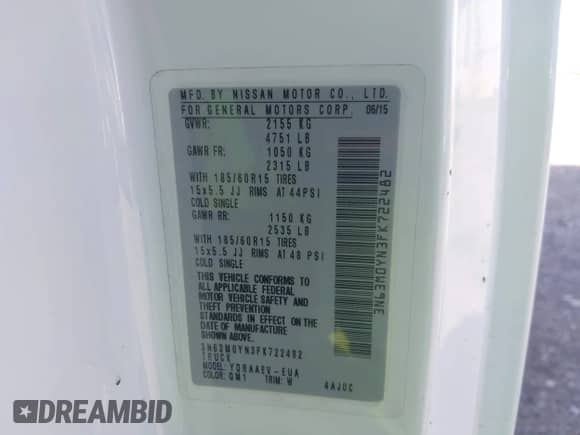 MFD. BY NISSAN MOTOR CO., LTD.
FOR GENERAL MOTORS CORP. 06/15
GVWR: 2155 KG
4751 LB
GAWR FR: 1050 KG
2315 LB
WITH 185/60R15 TIRES
15x5.5 JJ RIMS AT 44PSI
COLD SINGLE
GAWR RR: 1150 KG
2535 LB
WITH 185/60R15 TIRES
15x5.5 JJ RIMS AT 48 PSI
COLD SINGLE
THIS VEHICLE CONFORMS TO
ALL APPLICABLE FEDERAL
MOTOR VEHICLE SAFETY AND
THEFT PREVENTION
STANDARDS IN EFFECT ON THE
DATE OF MANUFACTURE
SHOWN ABOVE.
3N63M0YN3FK722482
TRUCK
MODEL: YDRAAEV-EUA
COLOR: QM1 TRIM: W 4AJ0C
3N63M0YN3FK722482
DREAMBID